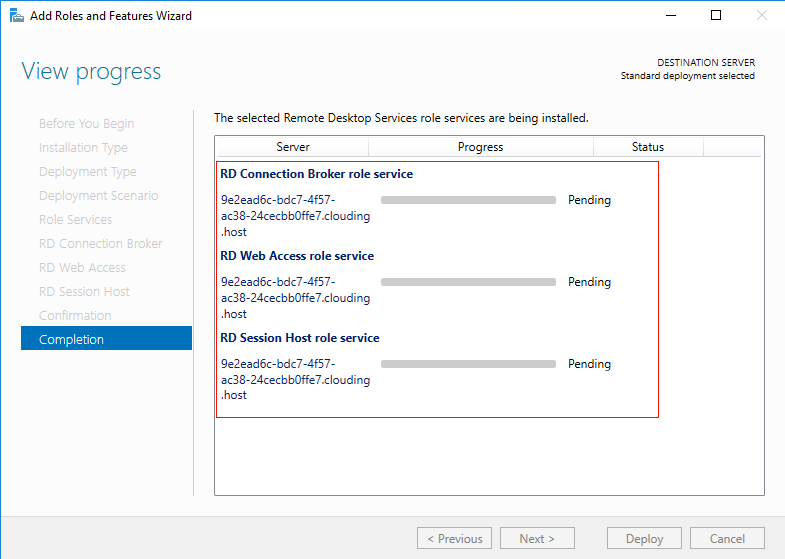 Add Roles and Features Wizard
View progress
DESTINATION SERVER
Standard deployment selected
Before You Begin
Installation Type
Deployment Type
Deployment Scenario
Role Services
RD Connection Broker
RD Web Access
RD Session Host
Confirmation
Completion
The selected Remote Desktop Services role services are being installed.
Server Progress Status
RD Connection Broker role service
9e2ead6c-bdc7-4f57- Pending
ac38-24cecbb0ffe7.clouding
.host
RD Web Access role service
9e2ead6c-bdc7-4f57- Pending
ac38-24cecbb0ffe7.clouding
.host
RD Session Host role service
9e2ead6c-bdc7-4f57- Pending
ac38-24cecbb0ffe7.clouding
.host
< Previous Next > Deploy Cancel